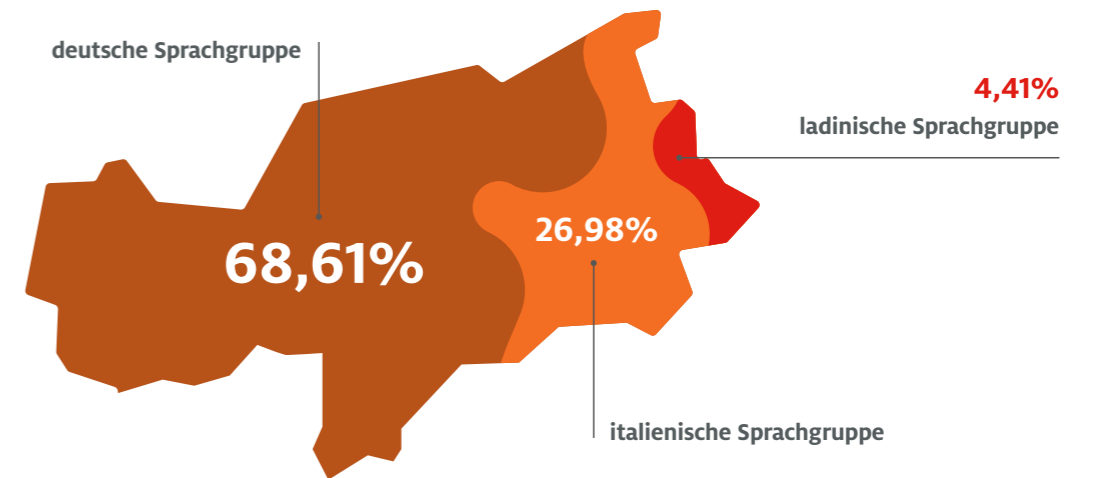 deutsche Sprachgruppe
68,61%
4,41%
ladinische Sprachgruppe
26,98%
italienische Sprachgruppe